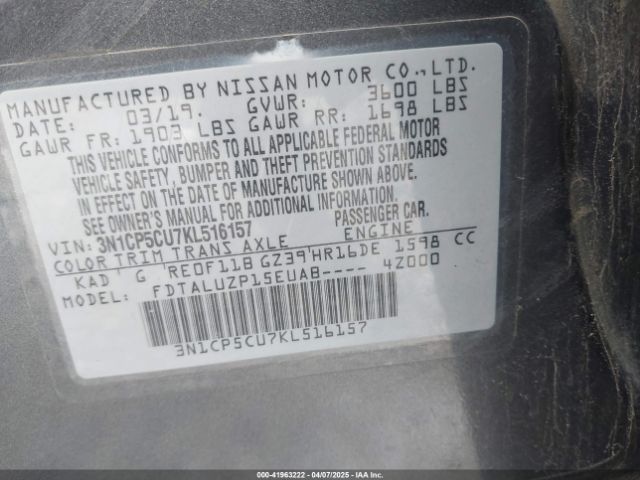 MANUFACTURED BY NISSAN MOTOR CO.,LTD.
DATE: 03/19. GVWR: 3600 LBS
GAWR FR: 1903 LBS GAWR RR: 1698 LBS
THIS VEHICLE CONFORMS TO ALL APPLICABLE FEDERAL MOTOR
VEHICLE SAFETY, BUMPER AND THEFT PREVENTION STANDARDS
IN EFFECT ON THE DATE OF MANUFACTURE SHOWN ABOVE.
SEE OWNER'S MANUAL FOR ADDITIONAL INFORMATION.
VIN: 3N1CP5CU7KL516157 PASSENGER CAR.
COLOR TRIM TRANS AXLE ENGINE
KAD G RE0F11B GZ39 HR16DE 1598 CC
MODEL: FDTALUZP15EUAB---- 42000
3N1CP5CU7KL516157
000-41963222 - 04/07/2025 - IAA Inc.